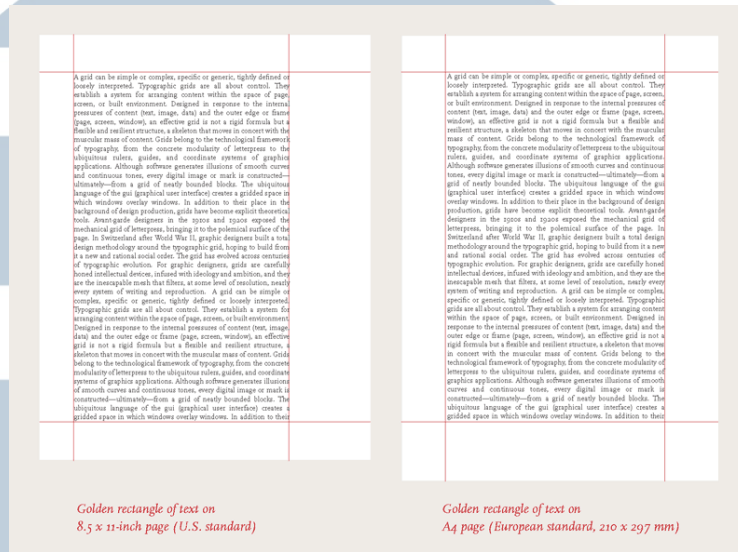 A grid can be simple or complex, specific or generic, tightly defined or
loosely interpreted. Typographic grids are all about control. They
establish a system for arranging content within the space of page,
screen, or built environment. Designed in response to the internal
pressures of content (text, image, data) and the outer edge or frame
(page, screen, window), an effective grid is not a rigid formula but a
flexible and resilient structure, a skeleton that moves in concert with the
muscular mass of content. Grids belong to the technological framework
of typography, from the concrete modularity of letterpress to the
ubiquitous rulers, guides, and coordinate systems of graphics
applications. Although software generates illusions of smooth curves
and continuous tones, every digital image or mark is constructed—
ultimately—from a grid of neatly bounded blocks. The ubiquitous
language of the gui (graphical user interface) creates a gridded space in
which windows overlay windows. In addition to their place in the
background of design production, grids have become explicit theoretical
tools. Avant-garde designers in the 1910s and 1920s exposed the
mechanical grid of letterpress, bringing it to the polemical surface of the
page. In Switzerland after World War II, graphic designers built a total
design methodology around the typographic grid, hoping to build from
it a new and rational social order. The grid has evolved across centuries
of typographic evolution. For graphic designers, grids are carefully
honed intellectual devices, infused with ideology and ambition, and they
are the inescapable mesh that filters, at some level of resolution, nearly
every system of writing and reproduction. A grid can be simple or
complex, specific or generic, tightly defined or loosely interpreted.
Typographic grids are all about control. They establish a system for
arranging content within the space of page, screen, or built environment.
Designed in response to the internal pressures of content (text, image,
data) and the outer edge or frame (page, screen, window), an effective
grid is not a rigid formula but a flexible and resilient structure, a
skeleton that moves in concert with the muscular mass of content. Grids
belong to the technological framework of typography, from the concrete
modularity of letterpress to the ubiquitous rulers, guides, and coordinate
systems of graphics applications. Although software generates illusions
of smooth curves and continuous tones, every digital image or mark is
constructed—ultimately—from a grid of neatly bounded blocks. The
ubiquitous language of the gui (graphical user interface) creates a
gridded space in which windows overlay windows. In addition to their
Golden rectangle of text on
8.5 x 11-inch page (U.S. standard)
A grid can be simple or complex, specific or generic, tightly defined or
loosely interpreted. Typographic grids are all about control. They
establish a system for arranging content within the space of page, screen,
or built environment. Designed in response to the internal pressures of
content (text, image, data) and the outer edge or frame (page, screen,
window), an effective grid is not a rigid formula but a flexible and
resilient structure, a skeleton that moves in concert with the muscular
mass of content. Grids belong to the technological framework of
typography, from the concrete modularity of letterpress to the ubiquitous
rulers, guides, and coordinate systems of graphics applications.
Although software generates illusions of smooth curves and continuous
tones, every digital image or mark is constructed—ultimately—from a
grid of neatly bounded blocks. The ubiquitous language of the gui
(graphical user interface) creates a gridded space in which windows
overlay windows. In addition to their place in the background of design
production, grids have become explicit theoretical tools. Avant-garde
designers in the 1910s and 1920s exposed the mechanical grid of
letterpress, bringing it to the polemical surface of the page. In
Switzerland after World War II, graphic designers built a total design
methodology around the typographic grid, hoping to build from it a new
and rational social order. The grid has evolved across centuries of
typographic evolution. For graphic designers, grids are carefully honed
intellectual devices, infused with ideology and ambition, and they are the
inescapable mesh that filters, at some level of resolution, nearly every
system of writing and reproduction. A grid can be simple or complex,
specific or generic, tightly defined or loosely interpreted. Typographic
grids are all about control. They establish a system for arranging content
within the space of page, screen, or built environment. Designed in
response to the internal pressures of content (text, image, data) and the
outer edge or frame (page, screen, window), an effective grid is not a
rigid formula but a flexible and resilient structure, a skeleton that moves
in concert with the muscular mass of content. Grids belong to the
technological framework of typography, from the concrete modularity of
letterpress to the ubiquitous rulers, guides, and coordinate systems of
graphics applications. Although software generates illusions of smooth
curves and continuous tones, every digital image or mark is
constructed—ultimately—from a grid of neatly bounded blocks. The
ubiquitous language of the gui (graphical user interface) creates a
gridded space in which windows overlay windows. In addition to their
Golden rectangle of text on
A4 page (European standard, 210 x 297 mm)